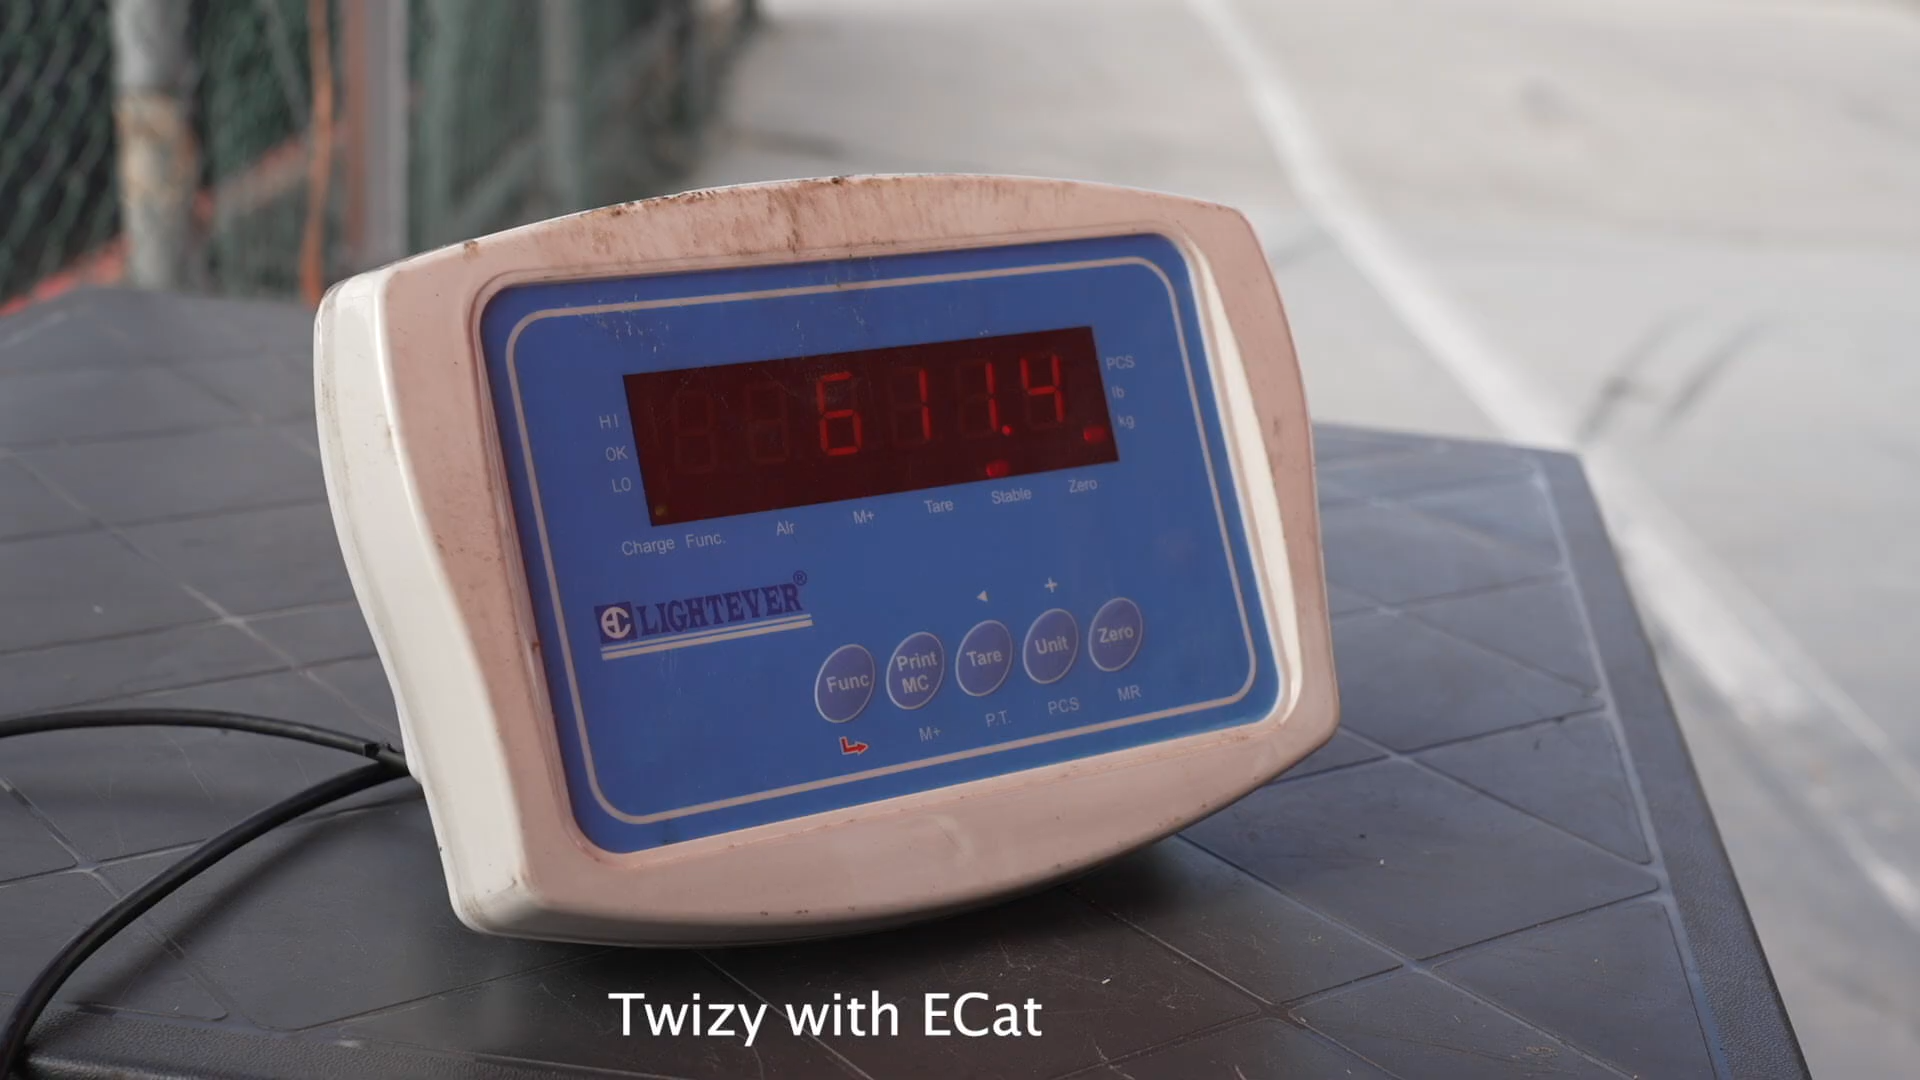 611.4
PCS
lb
kg
HI
OK
LO
Charge Func. Alr M+ Tare Stable Zero
LIGHTEVER®
+
Func Print MC Tare Unit Zero
M+ P.T. PCS MR
Twizy with ECat